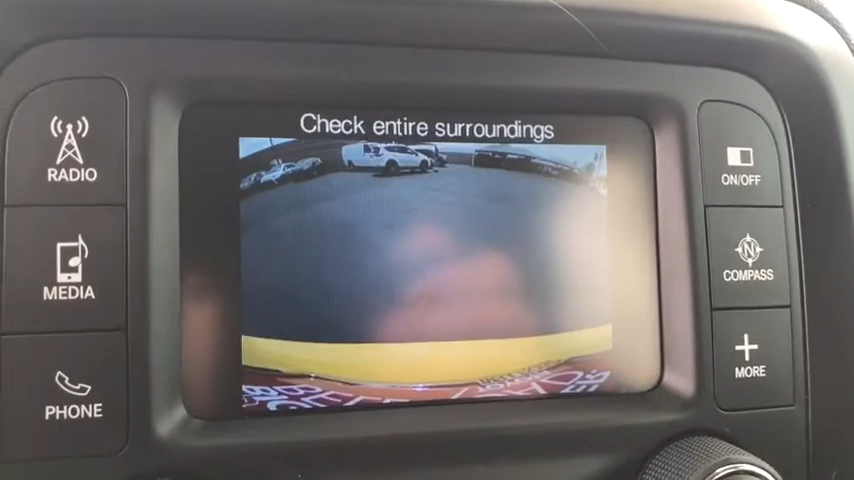 Check entire surroundings
RADIO
ON/OFF
MEDIA
N
COMPASS
PHONE
MORE